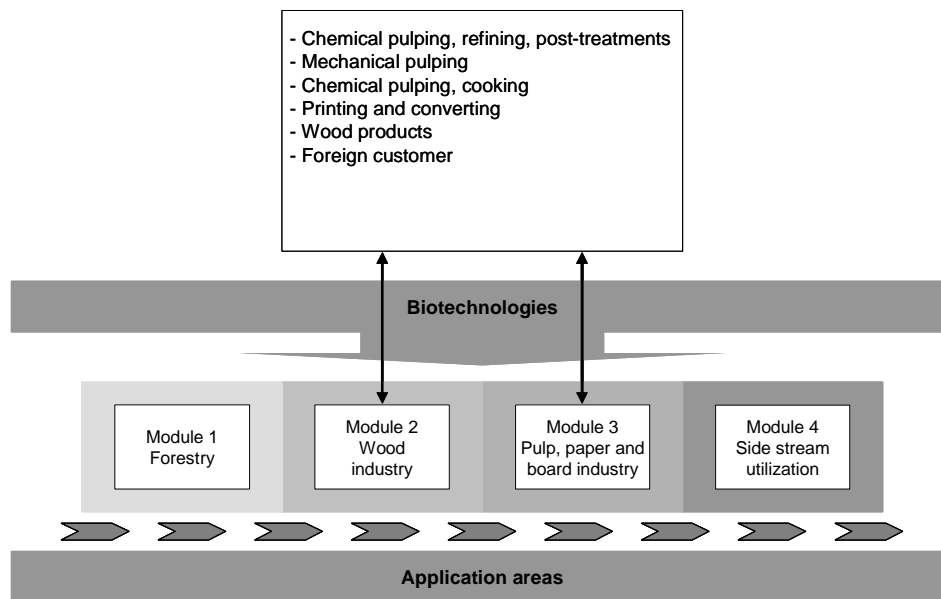 - Chemical pulping, refining, post-treatments
- Mechanical pulping
- Chemical pulping, cooking
- Printing and converting
- Wood products
- Foreign customer
Biotechnologies
Module 1
Forestry
Module 2
Wood
industry
Module 3
Pulp, paper and
board industry
Module 4
Side stream
utilization
Application areas